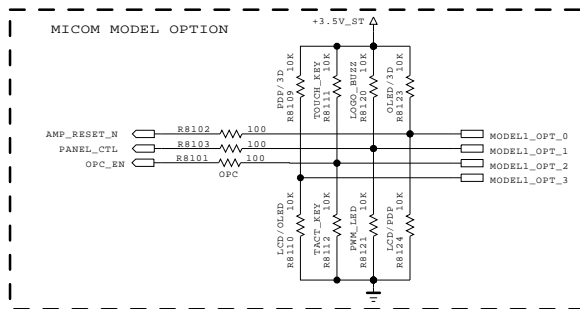 MICOM MODEL OPTION
+3.5V_ST
PDP/3D
R8109 10K
TOUCH_KEY
R8111 10K
LOGO_BUZZ
R8120 10K
OLED/3D
R8123 10K
AMP_RESET_N R8102 100 MODEL1_OPT_0
PANEL_CTL R8103 100 MODEL1_OPT_1
OPC_EN R8101 100 MODEL1_OPT_2
OPC
MODEL1_OPT_3
LCD/OLED
R8110 10K
TACT_KEY
R8112 10K
PWM_LED
R8121 10K
LCD/PDP
R8124 10K